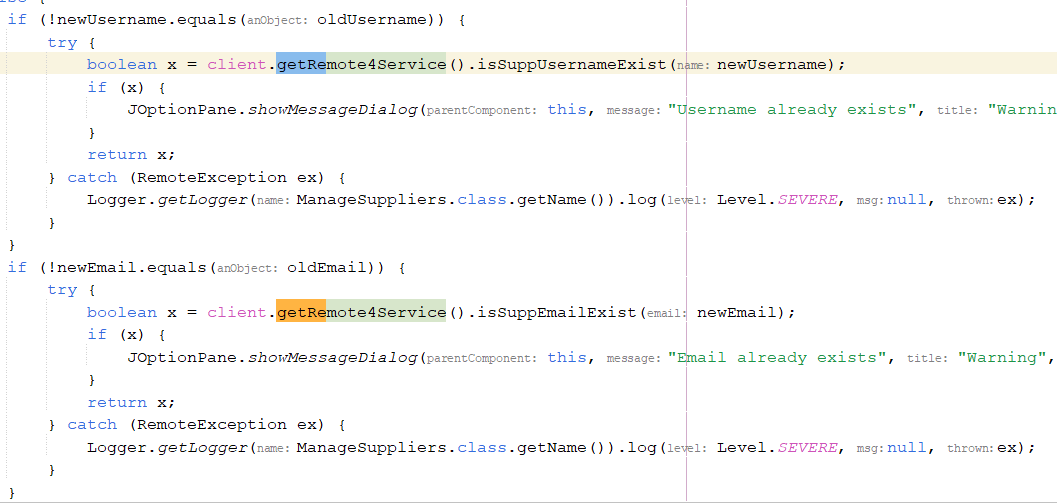 else {
if (!newUsername.equals(anObject: oldUsername)) {
try {
boolean x = client.getRemote4Service().isSuppUsernameExist(name: newUsername);
if (x) {
JOptionPane.showMessageDialog(parentComponent: this, message: "Username already exists", title: "Warnin
}
return x;
} catch (RemoteException ex) {
Logger.getLogger(name: ManageSuppliers.class.getName()).log(level: Level.SEVERE, msg: null, thrown: ex);
}
}
if (!newEmail.equals(anObject: oldEmail)) {
try {
boolean x = client.getRemote4Service().isSuppEmailExist(email: newEmail);
if (x) {
JOptionPane.showMessageDialog(parentComponent: this, message: "Email already exists", title: "Warning",
}
return x;
} catch (RemoteException ex) {
Logger.getLogger(name: ManageSuppliers.class.getName()).log(level: Level.SEVERE, msg: null, thrown: ex);
}
}